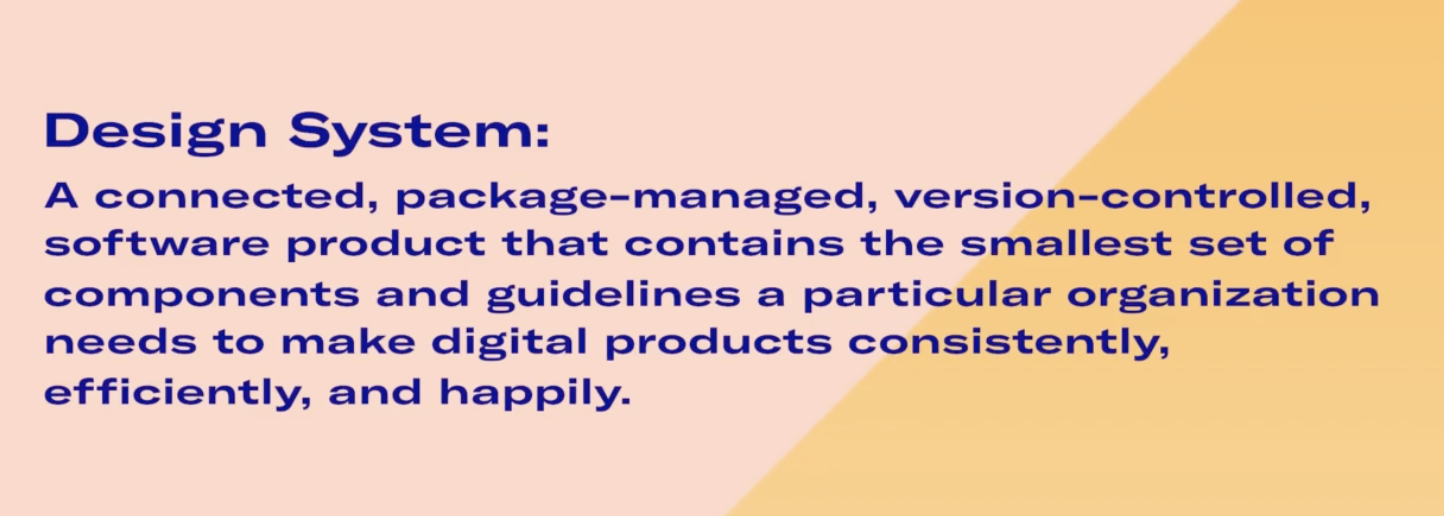 Design System:
A connected, package-managed, version-controlled,
software product that contains the smallest set of
components and guidelines a particular organization
needs to make digital products consistently,
efficiently, and happily.